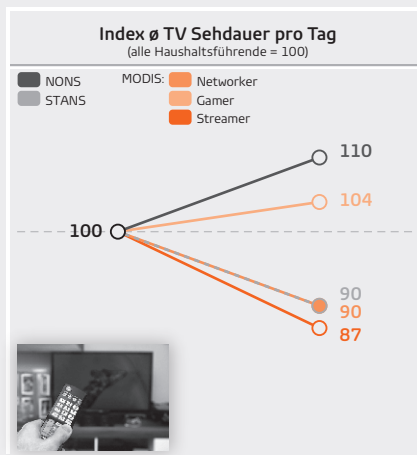 Index ø TV Sehdauer pro Tag
(alle Haushaltsführende = 100)
NONS MODIS: Networker
STANS Gamer
Streamer
110
104
100
90
90
87